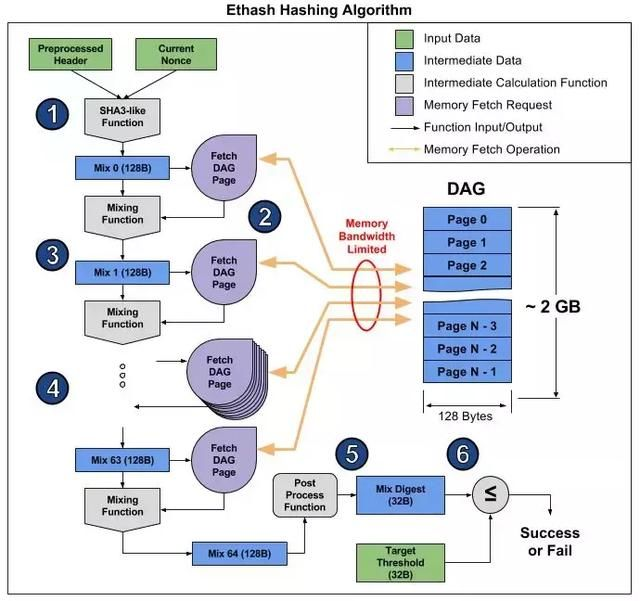 Ethash Hashing Algorithm
Preprocessed
Header
Current
Nonce
Input Data
Intermediate Data
Intermediate Calculation Function
Memory Fetch Request
Function Input/Output
Memory Fetch Operation
1
SHA3-like
Function
Mix 0 (128B)
Fetch
DAG
Page
Mixing
Function
2
3
Mix 1 (128B)
Fetch
DAG
Page
Mixing
Function
Memory
Bandwidth
Limited
DAG
Page 0
Page 1
Page 2
Page N - 3
Page N - 2
Page N - 1
~ 2 GB
128 Bytes
4
Fetch
DAG
Page
Mix 63 (128B)
Fetch
DAG
Page
Mixing
Function
Mix 64 (128B)
5
Post
Process
Function
Mix Digest
(32B)
6
≤
Target
Threshold
(32B)
Success
or Fail